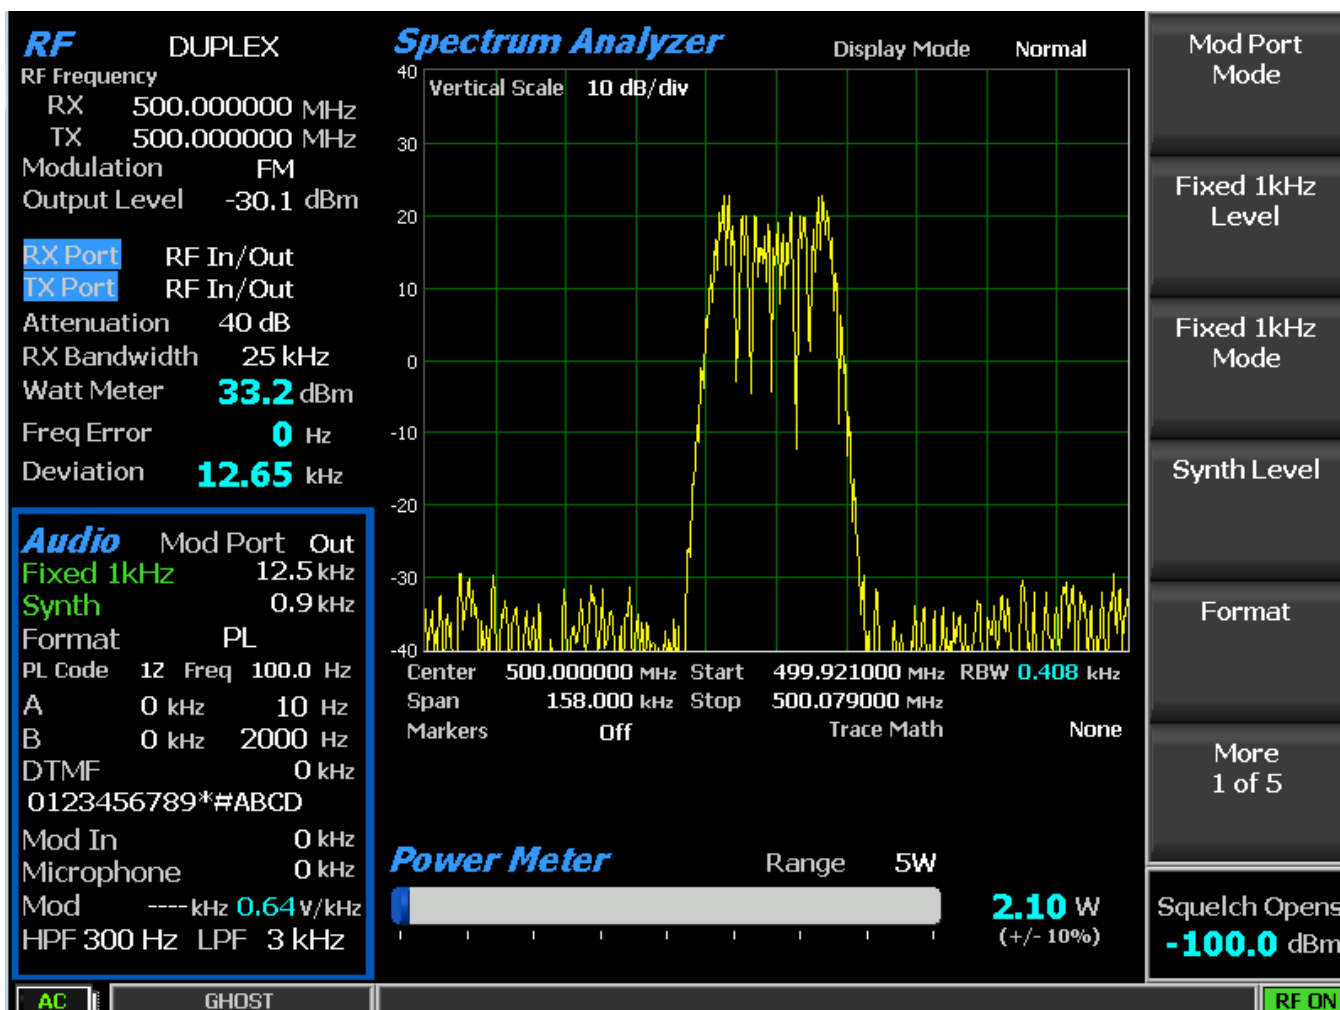 RF DUPLEX
RF Frequency
RX 500.000000 MHz
TX 500.000000 MHz
Modulation FM
Output Level -30.1 dBm
RX Port RF In/Out
TX Port RF In/Out
Attenuation 40 dB
RX Bandwidth 25 kHz
Watt Meter 33.2 dBm
Freq Error 0 Hz
Deviation 12.65 kHz
Audio Mod Port Out
Fixed 1kHz 12.5 kHz
Synth 0.9 kHz
Format PL
PL Code 1Z Freq 100.0 Hz
A 0 kHz 10 Hz
B 0 kHz 2000 Hz
DTMF 0 kHz
0123456789*#ABCD
Mod In 0 kHz
Microphone 0 kHz
Mod ----kHz 0.64 V/kHz
HPF 300 Hz LPF 3 kHz
Spectrum Analyzer Display Mode Normal
Vertical Scale 10 dB/div
40
30
20
10
0
-10
-20
-30
-40
Center 500.000000 MHz Start 499.921000 MHz RBW 0.408 kHz
Span 158.000 kHz Stop 500.079000 MHz
Markers Off Trace Math None
Power Meter Range 5W
2.10 W
(+/- 10%)
Mod Port
Mode
Fixed 1kHz
Level
Fixed 1kHz
Mode
Synth Level
Format
More
1 of 5
Squelch Opens
-100.0 dBm
AC GHOST RF ON